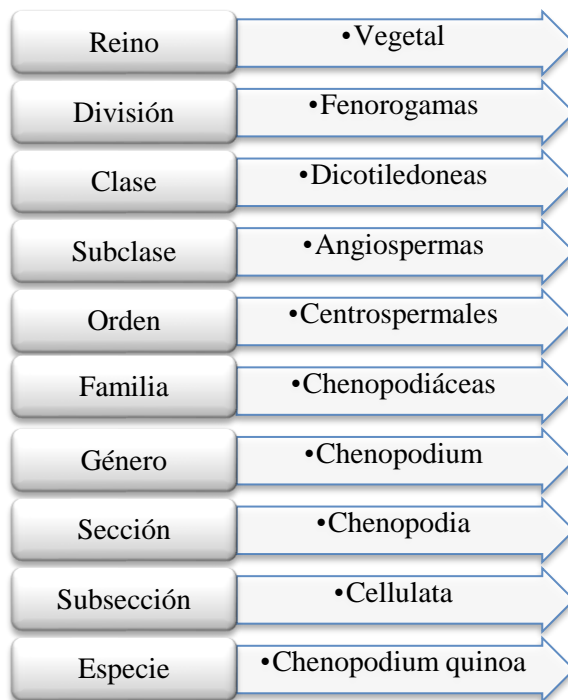 Reino
•Vegetal
División
•Fenorogamas
Clase
•Dicotiledoneas
Subclase
•Angiospermas
Orden
•Centrospermales
Familia
•Chenopodiáceas
Género
•Chenopodium
Sección
•Chenopodia
Subsección
•Cellulata
Especie
•Chenopodium quinoa